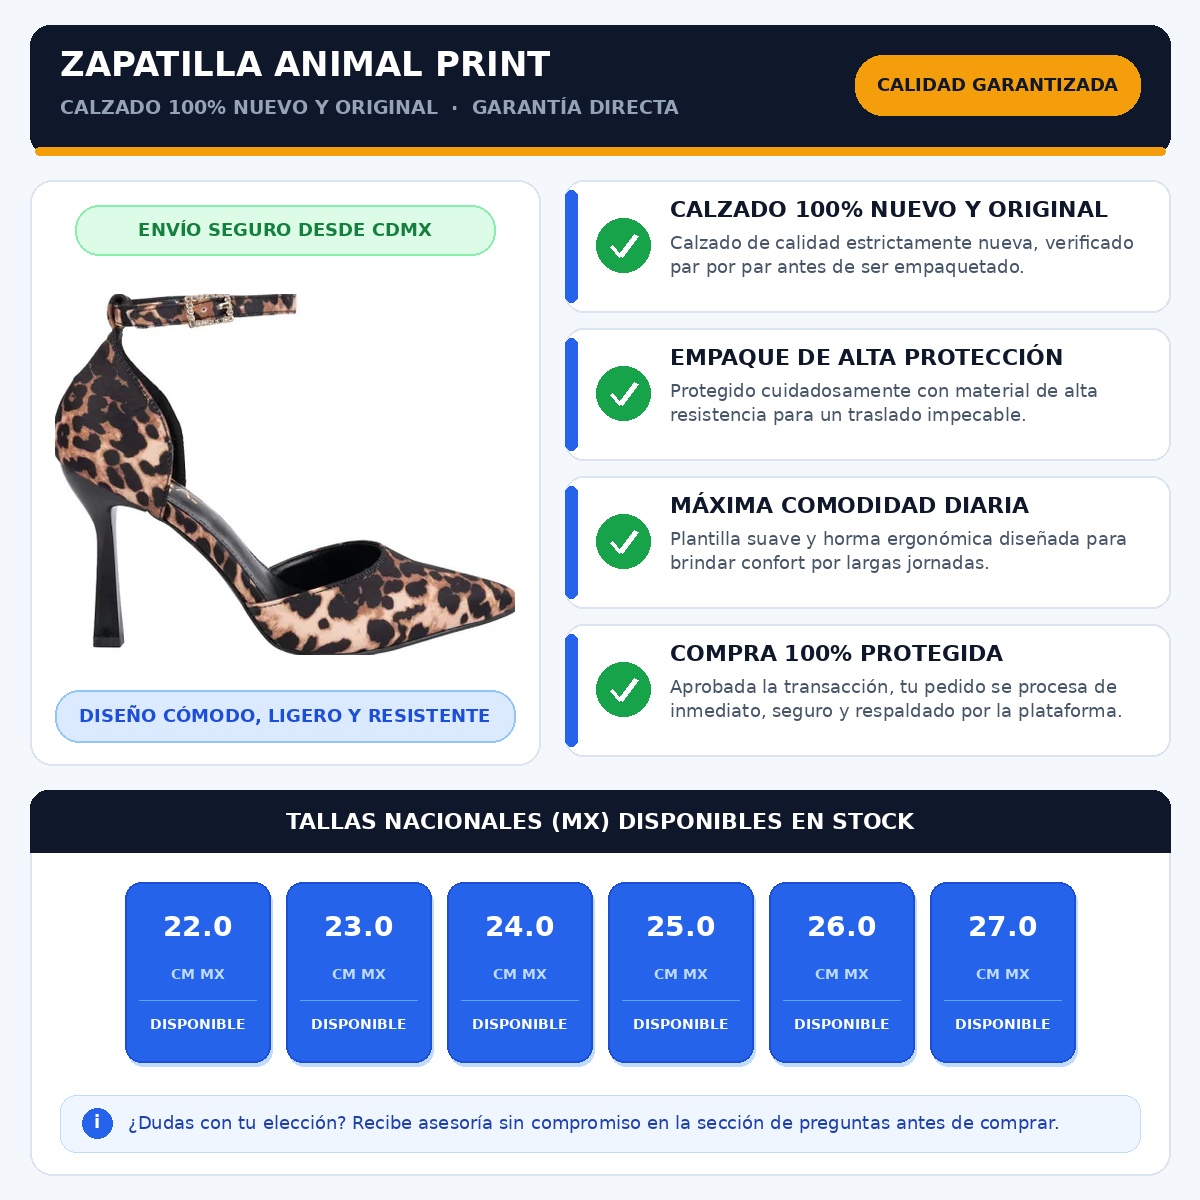 ZAPATILLA ANIMAL PRINT
CALZADO 100% NUEVO Y ORIGINAL · GARANTÍA DIRECTA
CALIDAD GARANTIZADA
ENVÍO SEGURO DESDE CDMX
DISEÑO CÓMODO, LIGERO Y RESISTENTE
CALZADO 100% NUEVO Y ORIGINAL
Calzado de calidad estrictamente nueva, verificado
par por par antes de ser empaquetado.
EMPAQUE DE ALTA PROTECCIÓN
Protegido cuidadosamente con material de alta
resistencia para un traslado impecable.
MÁXIMA COMODIDAD DIARIA
Plantilla suave y horma ergonómica diseñada para
brindar confort por largas jornadas.
COMPRA 100% PROTEGIDA
Aprobada la transacción, tu pedido se procesa de
inmediato, seguro y respaldado por la plataforma.
TALLAS NACIONALES (MX) DISPONIBLES EN STOCK
22.0
CM MX
DISPONIBLE
23.0
CM MX
DISPONIBLE
24.0
CM MX
DISPONIBLE
25.0
CM MX
DISPONIBLE
26.0
CM MX
DISPONIBLE
27.0
CM MX
DISPONIBLE
i ¿Dudas con tu elección? Recibe asesoría sin compromiso en la sección de preguntas antes de comprar.